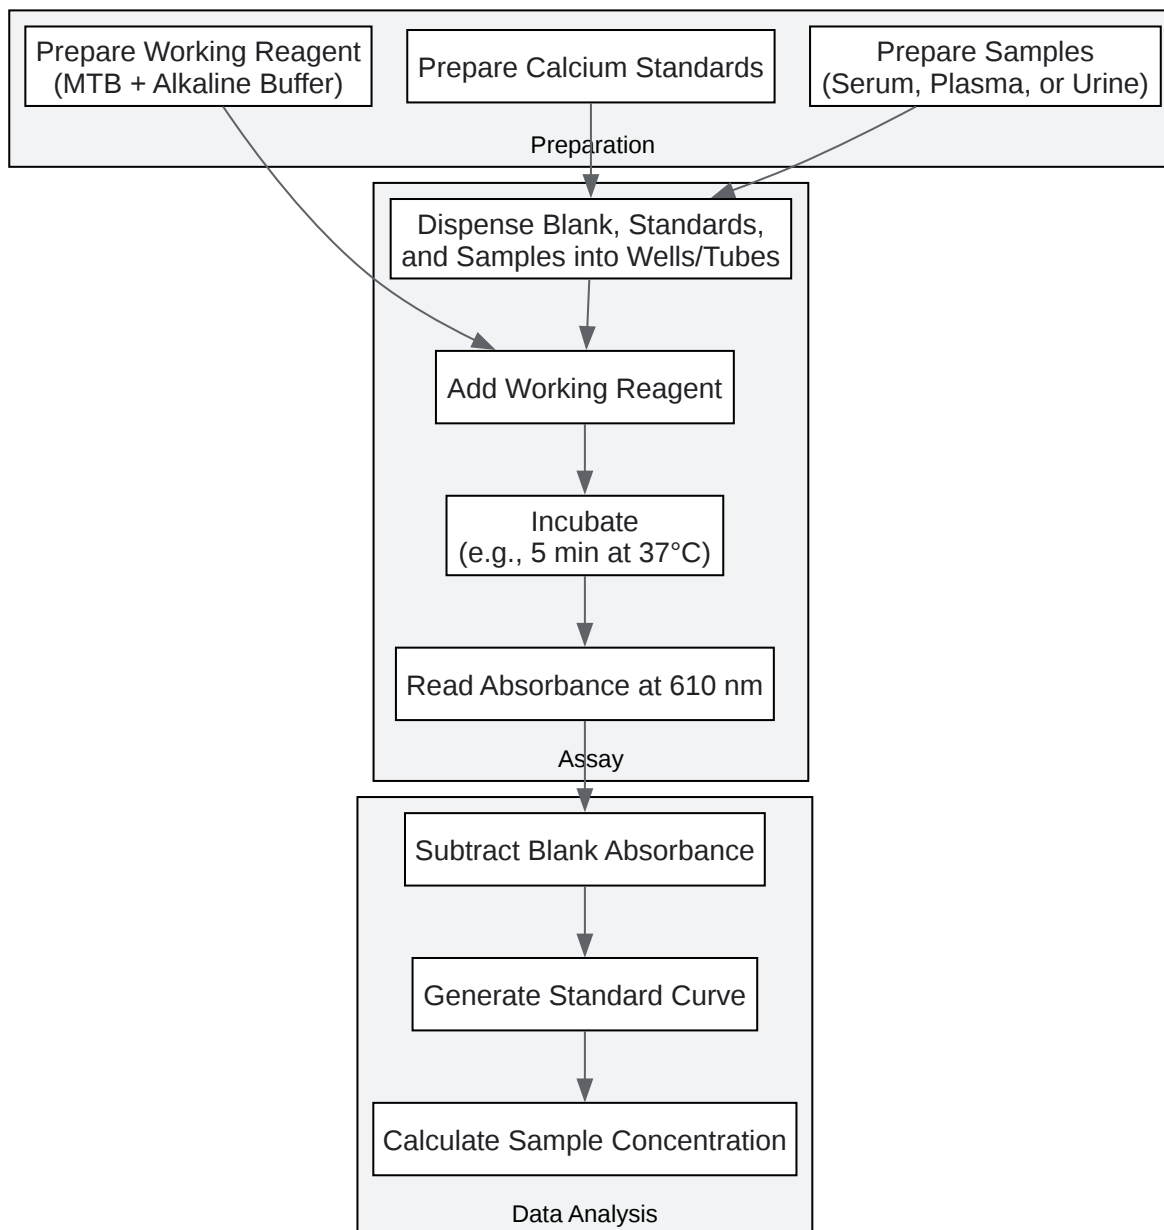 Prepare Working Reagent
(MTB + Alkaline Buffer)
Prepare Calcium Standards
Prepare Samples
(Serum, Plasma, or Urine)
Preparation
Dispense Blank, Standards,
and Samples into Wells/Tubes
Add Working Reagent
Incubate
(e.g., 5 min at 37°C)
Read Absorbance at 610 nm
Assay
Subtract Blank Absorbance
Generate Standard Curve
Calculate Sample Concentration
Data Analysis